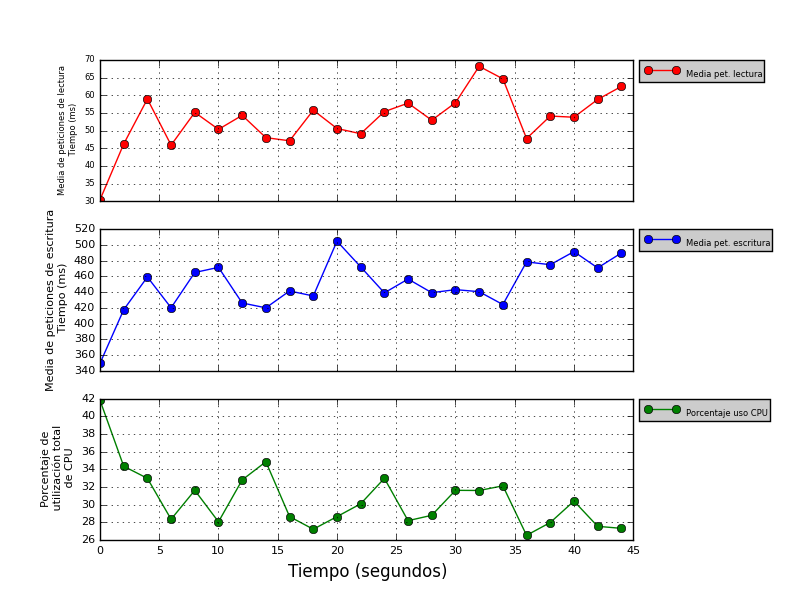 70
65
60
55
50
45
40
35
30
Media de peticiones de lectura
Tiempo (ms)
Media pet. lectura
520
500
480
460
440
420
400
380
360
340
Media de peticiones de escritura
Tiempo (ms)
Media pet. escritura
42
40
38
36
34
32
30
28
26
Porcentaje de
utilización total
de CPU
Porcentaje uso CPU
0 5 10 15 20 25 30 35 40 45
Tiempo (segundos)